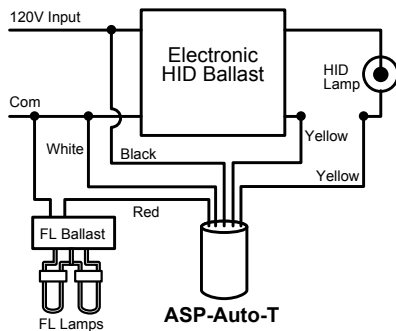 120V Input
Electronic
HID Ballast
HID
Lamp
Com
Yellow
White
Black
Yellow
Red
FL Ballast
FL Lamps
ASP-Auto-T